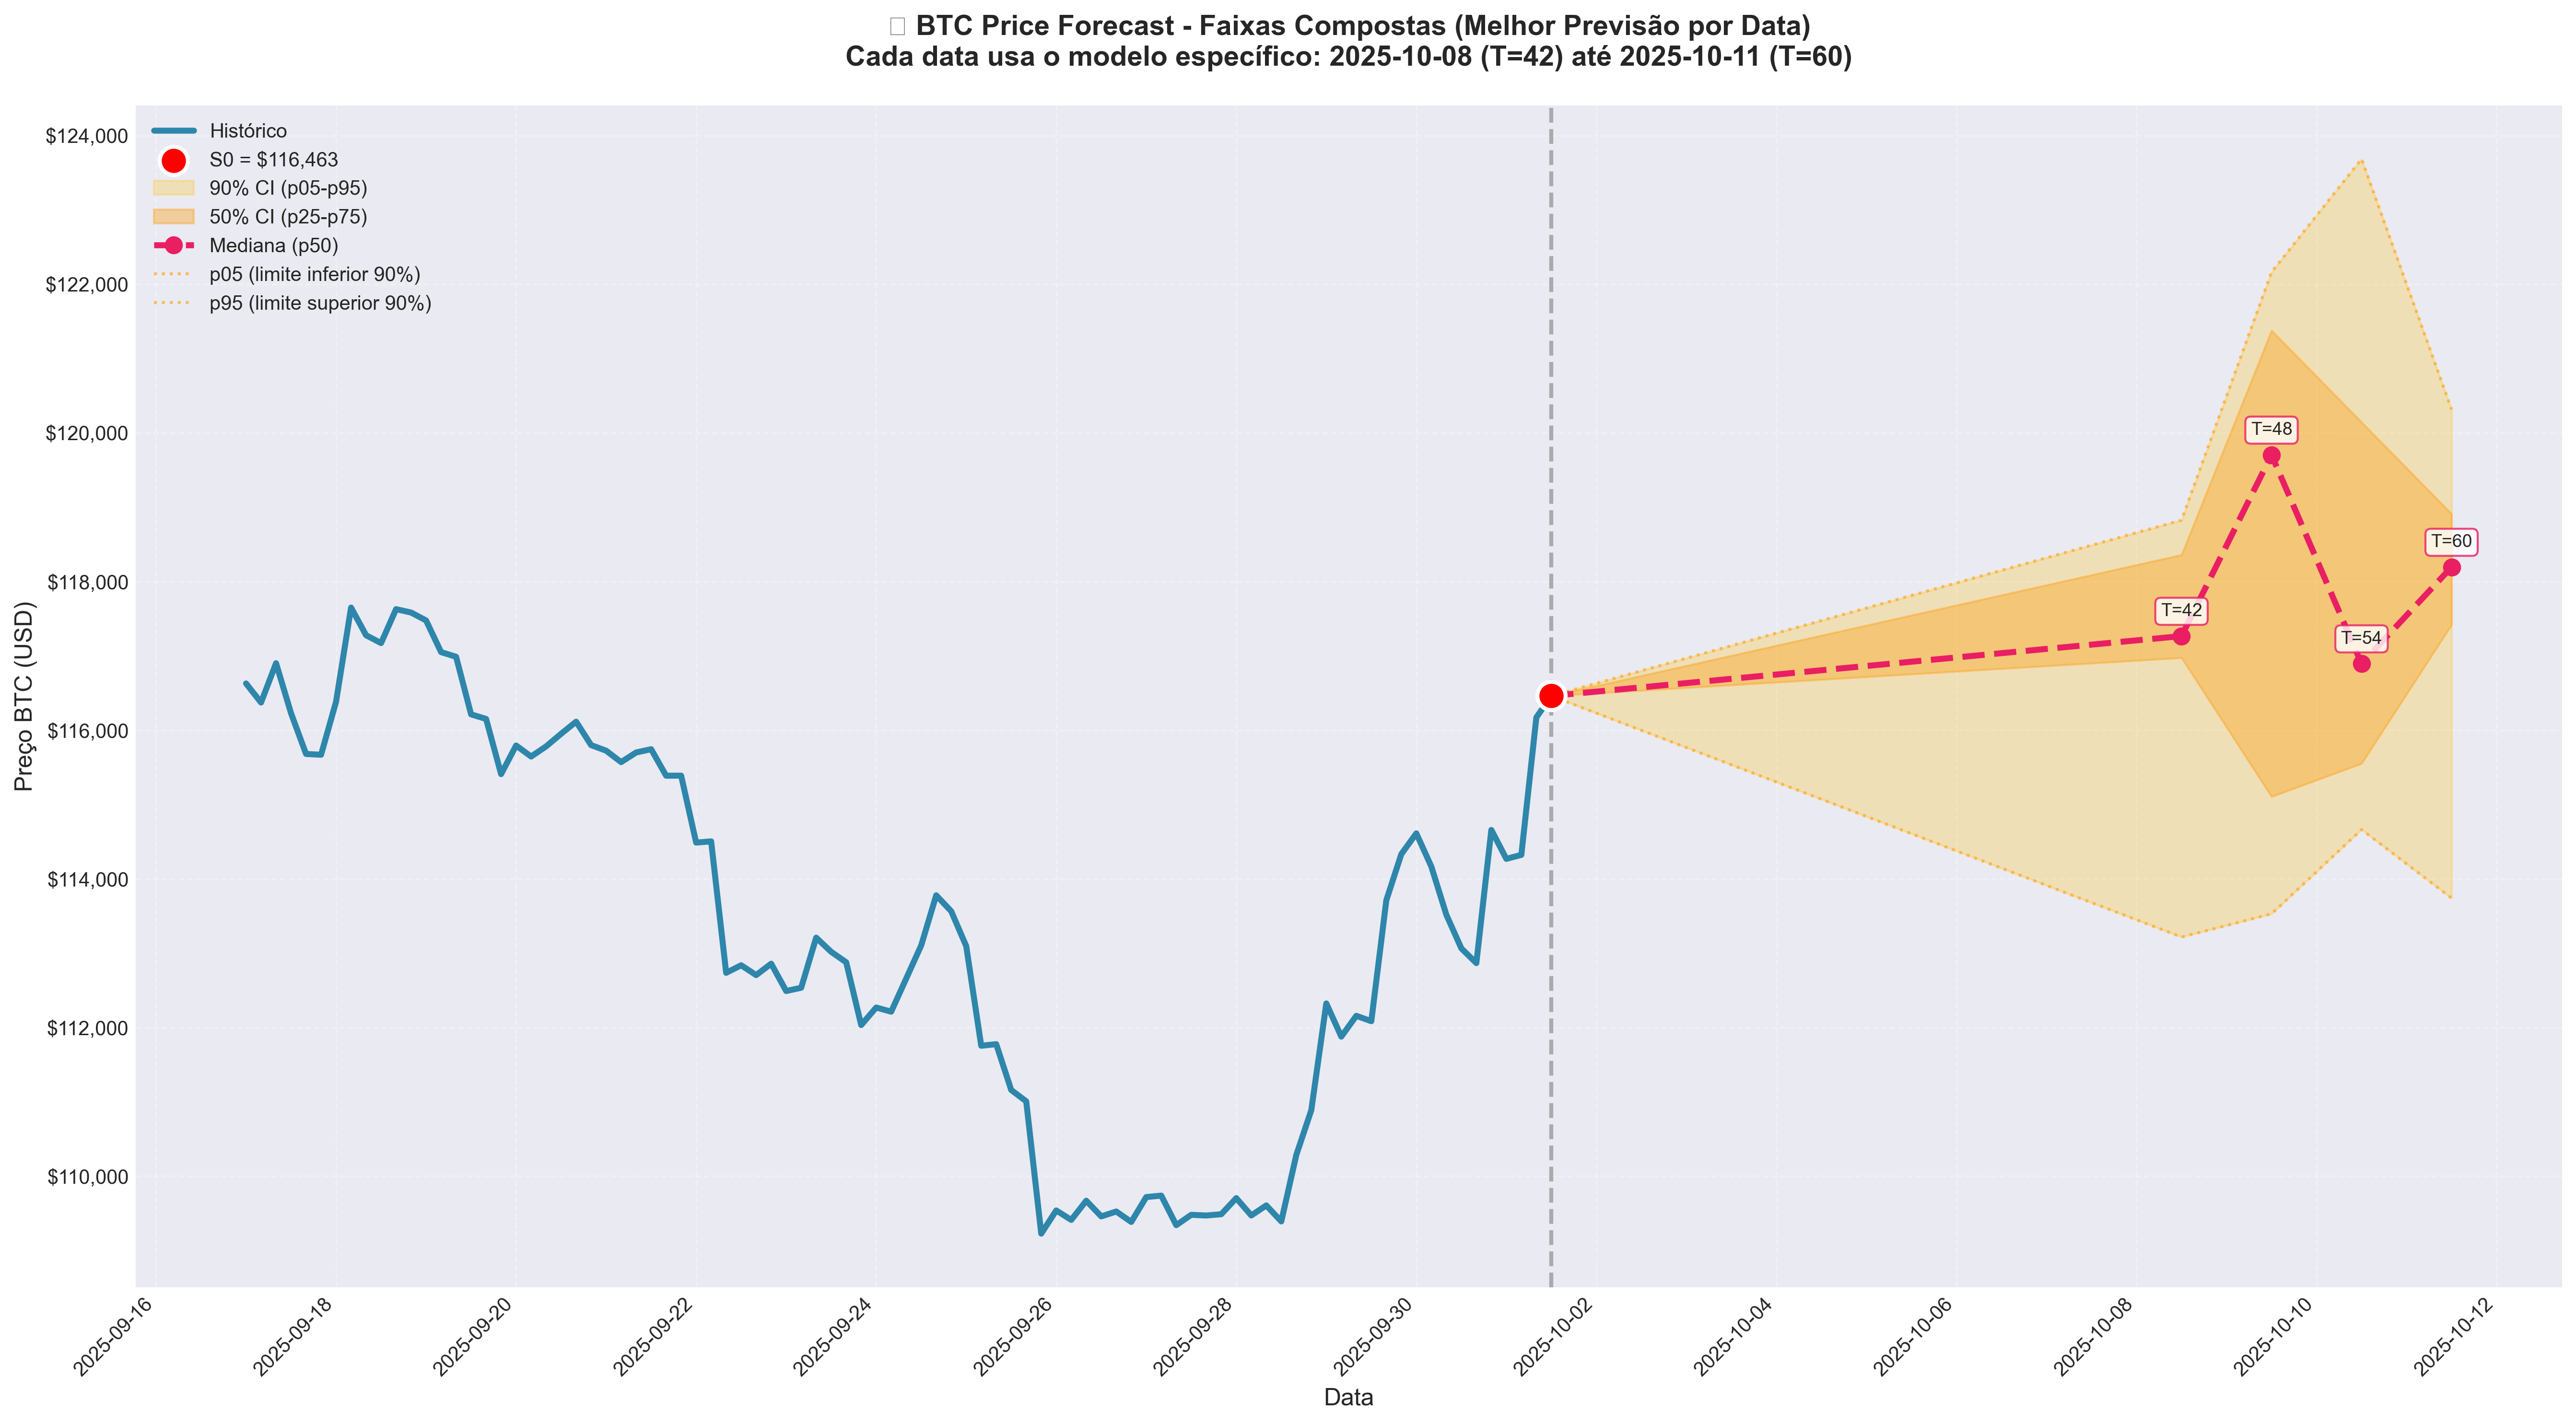 BTC Price Forecast - Faixas Compostas (Melhor Previsão por Data)
Cada data usa o modelo específico: 2025-10-08 (T=42) até 2025-10-11 (T=60)
Histórico
S0 = $116,463
90% CI (p05-p95)
50% CI (p25-p75)
Mediana (p50)
p05 (limite inferior 90%)
p95 (limite superior 90%)
$124,000
$122,000
$120,000
$118,000
$116,000
$114,000
$112,000
$110,000
Preço BTC (USD)
T=42
T=48
T=54
T=60
2025-09-16
2025-09-18
2025-09-20
2025-09-22
2025-09-24
2025-09-26
2025-09-28
2025-09-30
2025-10-02
2025-10-04
2025-10-06
2025-10-08
2025-10-10
2025-10-12
Data